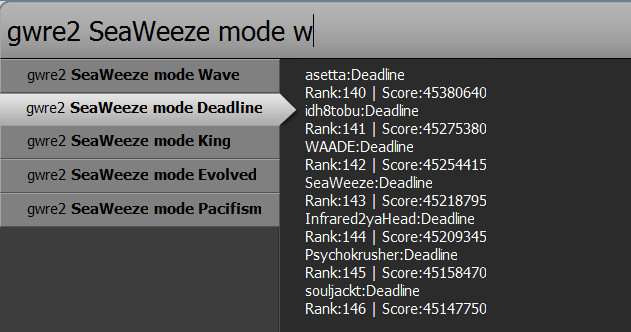 gwre2 SeaWeeze mode w
gwre2 SeaWeeze mode Wave
gwre2 SeaWeeze mode Deadline
gwre2 SeaWeeze mode King
gwre2 SeaWeeze mode Evolved
gwre2 SeaWeeze mode Pacifism
asetta:Deadline
Rank:140 | Score:45380640
idh8tobu:Deadline
Rank:141 | Score:45275380
WAADE:Deadline
Rank:142 | Score:45254415
SeaWeeze:Deadline
Rank:143 | Score:45218795
Infrared2yaHead:Deadline
Rank:144 | Score:45209345
Psychokrusher:Deadline
Rank:145 | Score:45158470
souljackt:Deadline
Rank:146 | Score:45147750